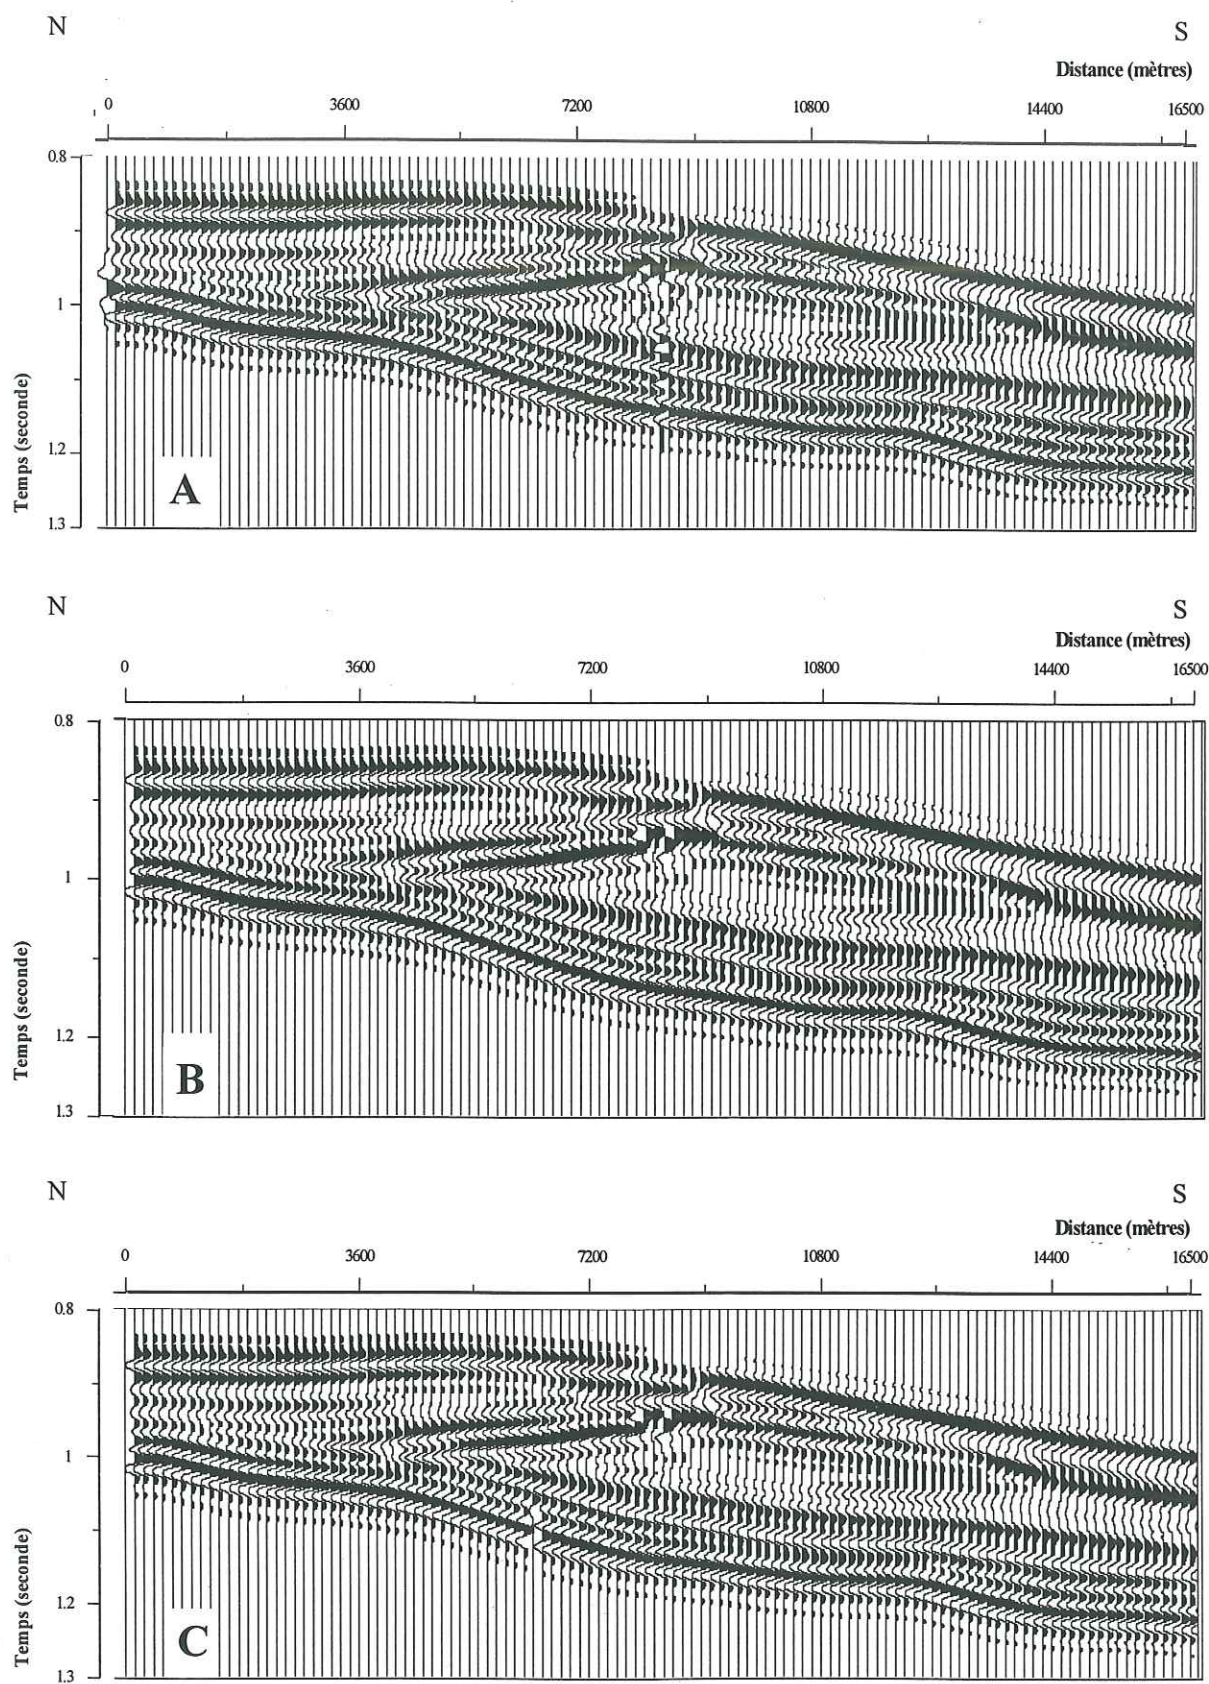 N S
Distance (mètres)
0 3600 7200 10800 14400 16500
0.8
1
1.2
1.3
Temps (seconde)
A
N S
Distance (mètres)
0 3600 7200 10800 14400 16500
0.8
1
1.2
1.3
Temps (seconde)
B
N S
Distance (mètres)
0 3600 7200 10800 14400 16500
0.8
1
1.2
1.3
Temps (seconde)
C